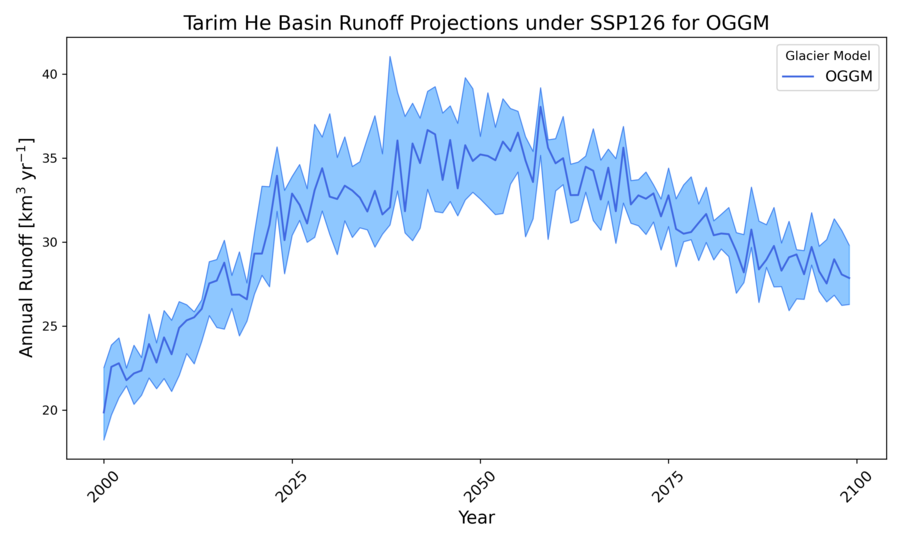 Tarim He Basin Runoff Projections under SSP126 for OGGM
Glacier Model
OGGM
Annual Runoff [km³ yr⁻¹]
40
35
30
25
20
2000
2025
2050
2075
2100
Year